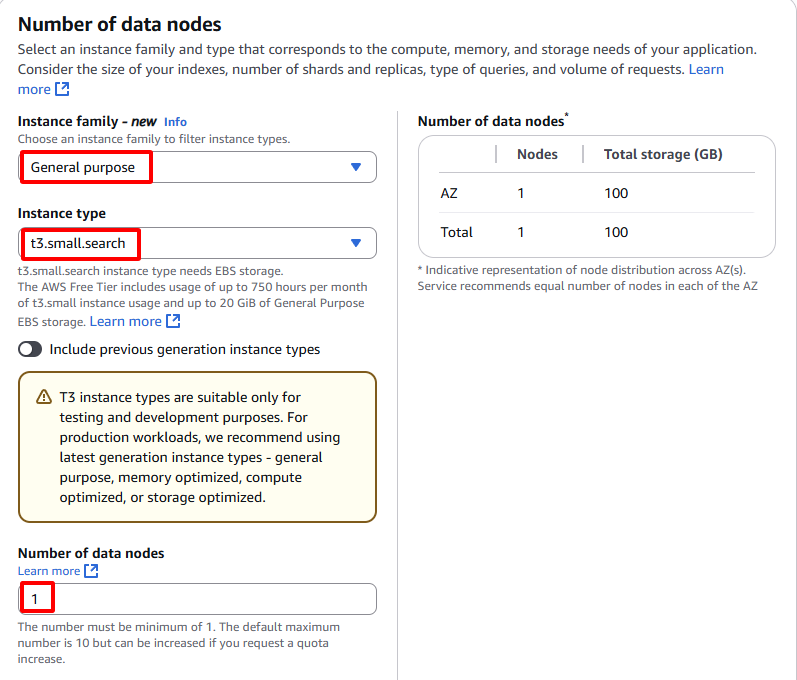 Number of data nodes
Select an instance family and type that corresponds to the compute, memory, and storage needs of your application.
Consider the size of your indexes, number of shards and replicas, type of queries, and volume of requests. Learn
more
Instance family - new Info
Choose an instance family to filter instance types.
General purpose
Instance type
t3.small.search
t3.small.search instance type needs EBS storage.
The AWS Free Tier includes usage of up to 750 hours per month
of t3.small instance usage and up to 20 GiB of General Purpose
EBS storage. Learn more
Include previous generation instance types
T3 instance types are suitable only for
testing and development purposes. For
production workloads, we recommend using
latest generation instance types - general
purpose, memory optimized, compute
optimized, or storage optimized.
Number of data nodes
Learn more
1
The number must be minimum of 1. The default maximum
number is 10 but can be increased if you request a quota
increase.
Number of data nodes*
Nodes Total storage (GB)
AZ 1 100
Total 1 100
* Indicative representation of node distribution across AZ(s).
Service recommends equal number of nodes in each of the AZ